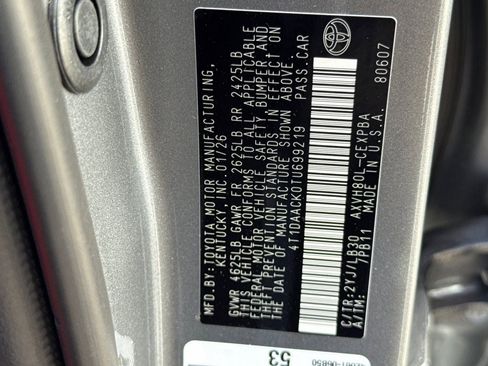 MFD.BY:TOYOTA MOTOR MANUFACTURING,
KENTUCKY, INC. 01/26
GVWR 4625LB GAWR FR 2625LB RR 2425LB
THIS VEHICLE CONFORMS TO ALL APPLICABLE
FEDERAL MOTOR VEHICLE SAFETY, BUMPER AND
THEFT PREVENTION STANDARDS IN EFFECT ON
THE DATE OF MANUFACTURE SHOWN ABOVE.
4T1DAACK0TU699219 PASS.CAR
C/TR:2YJ/LB30 AXVH80L-CEXPBA
A/TM: /PB11 MADE IN U.S.A. 80607
53